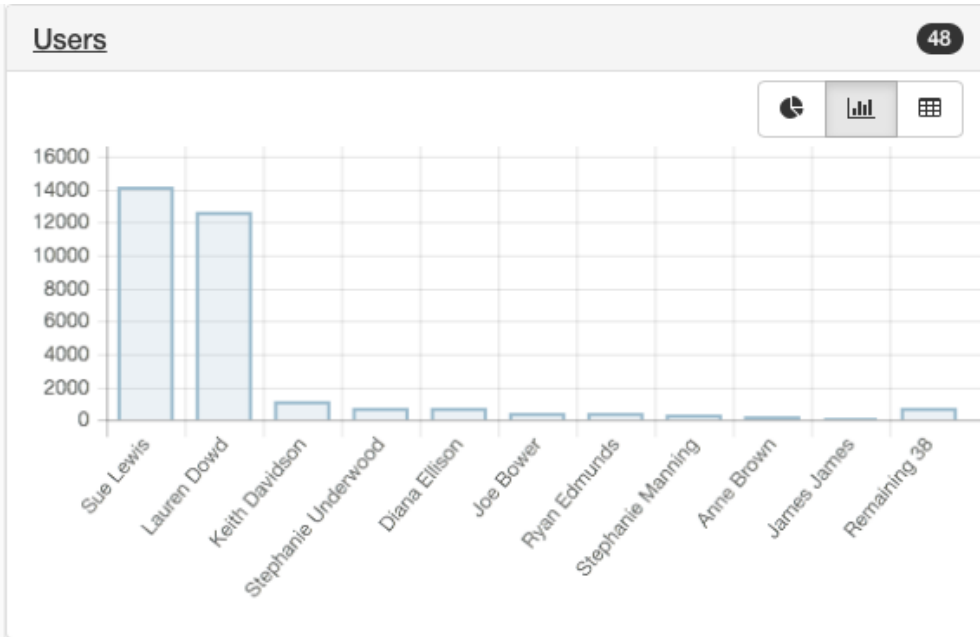 Users
48
16000
14000
12000
10000
8000
6000
4000
2000
0
Sue Lewis
Lauren Dowd
Keith Davidson
Stephanie Underwood
Diana Ellison
Joe Bower
Ryan Edmunds
Stephanie Manning
Anne Brown
James James
Remaining 38